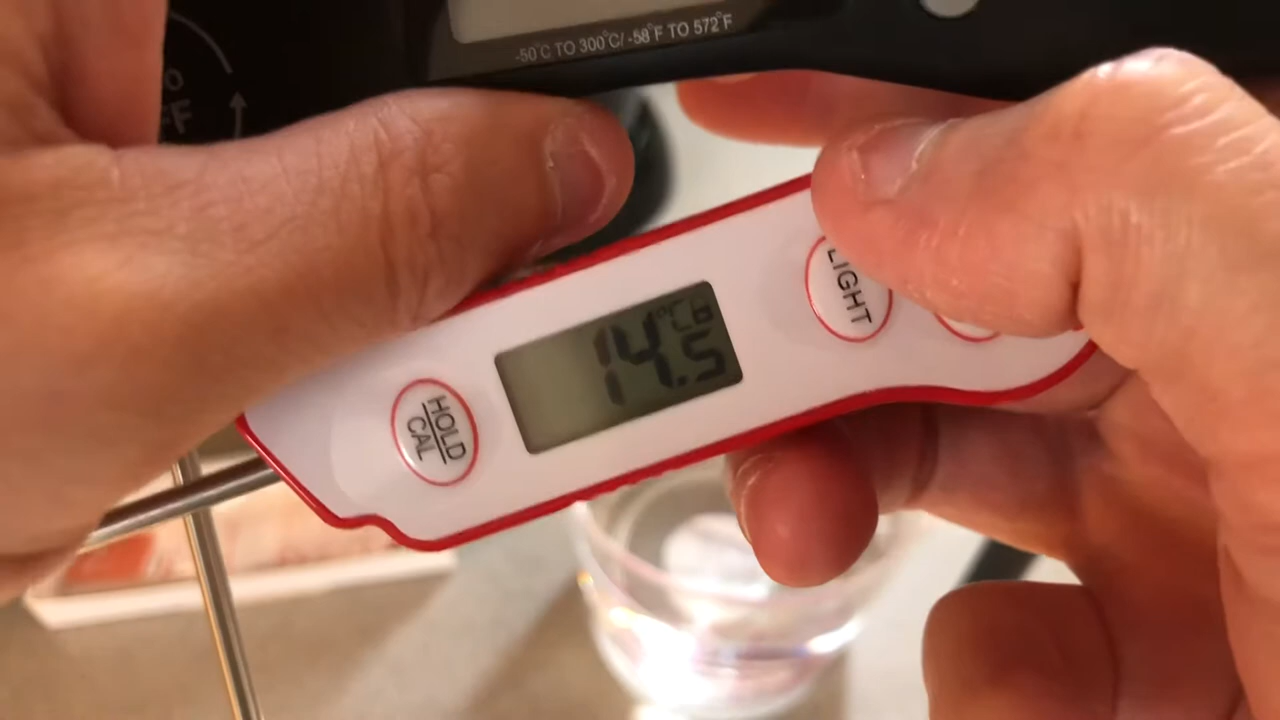 -50°C TO 300°C/ -58°F TO 572°F
LIGHT
°C
14.5
HOLD
CAL